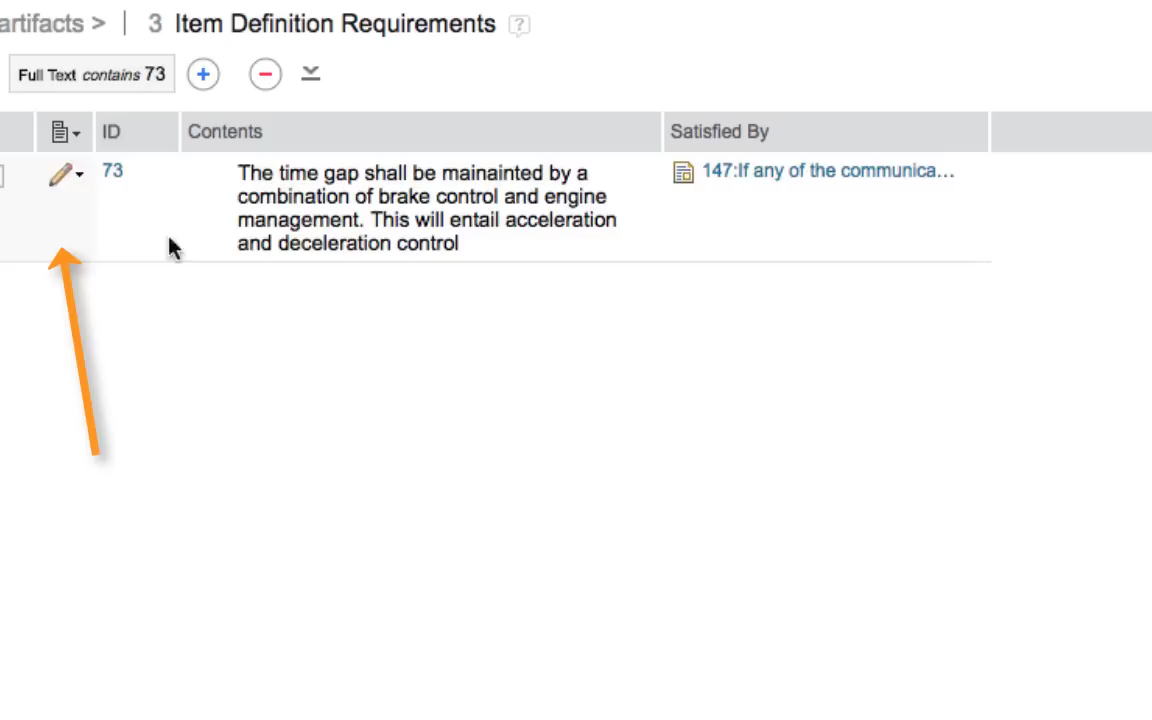 artifacts > | 3 Item Definition Requirements ?
Full Text contains 73
ID Contents Satisfied By
73
The time gap shall be mainainted by a
combination of brake control and engine
management. This will entail acceleration
and deceleration control
147:If any of the communica...